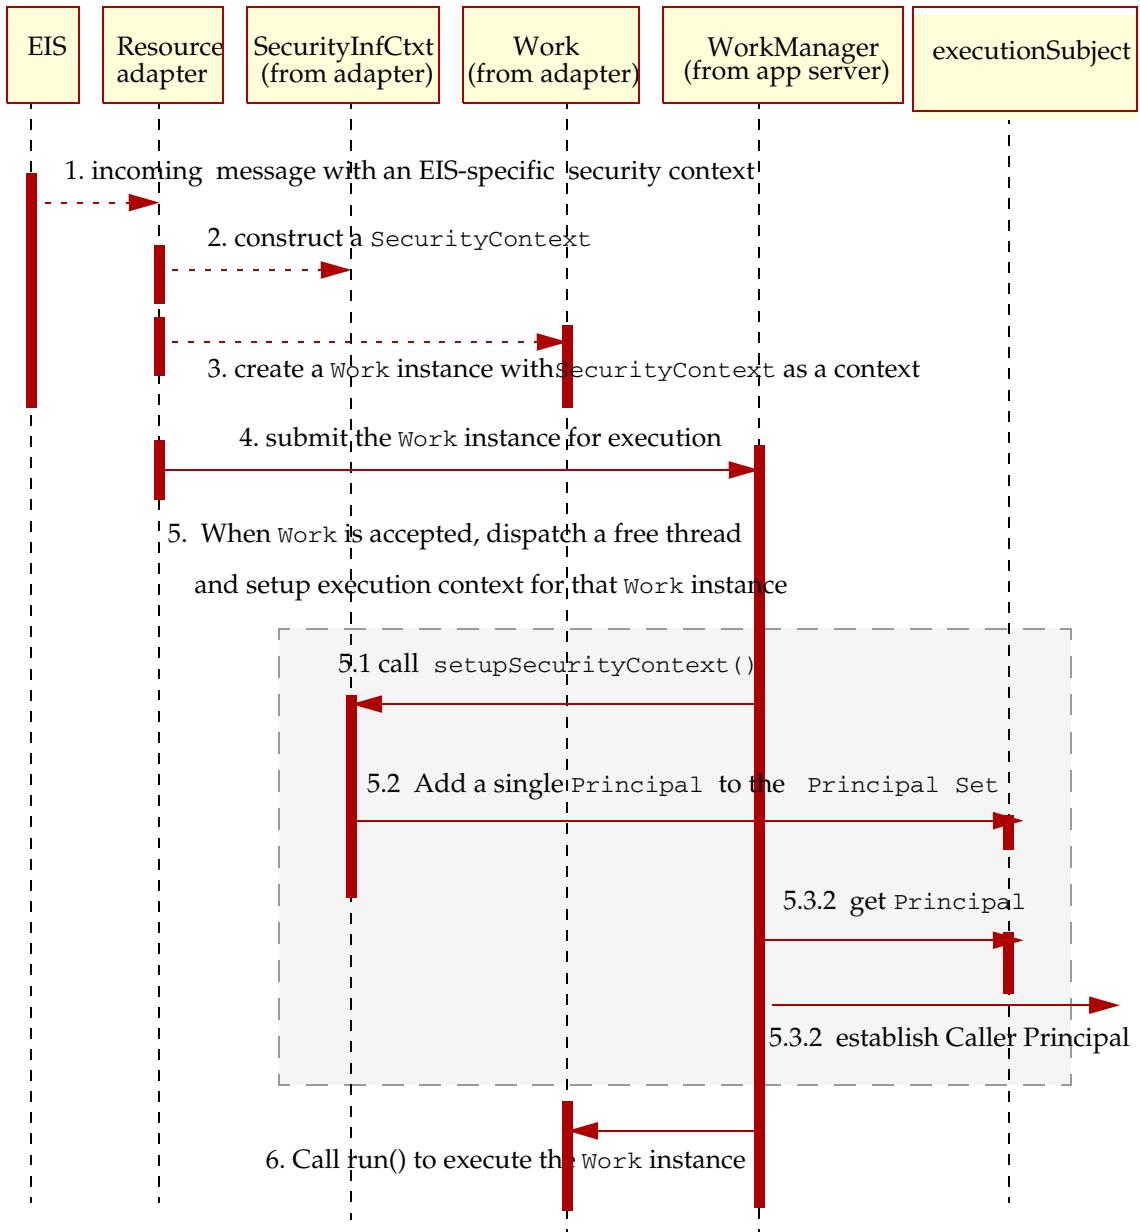 EIS
Resource
adapter
SecurityInfCtxt
(from adapter)
Work
(from adapter)
WorkManager
(from app server)
executionSubject
1. incoming message with an EIS-specific security context
2. construct a SecurityContext
3. create a Work instance withSecurityContext as a context
4. submit the Work instance for execution
5. When Work is accepted, dispatch a free thread
and setup execution context for that Work instance
5.1 call setupSecurityContext()
5.2 Add a single Principal to the Principal Set
5.3.2 get Principal
5.3.2 establish Caller Principal
6. Call run() to execute the Work instance